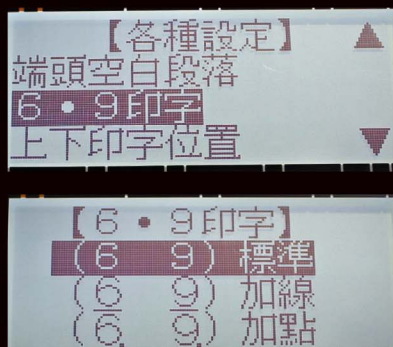 【各種設定】
端頭空白段落
6•9印字
上下印字位置
【6•9印字】
(6 9) 標準
(6 9) 加線
(6. 9.) 加點